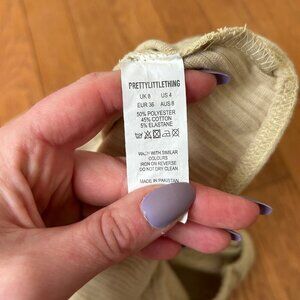 PRETTYLITTLETHING
UK 8 US 4
EUR 36 AUS 8
50% POLYESTER
45% COTTON
5% ELASTANE
WASH WITH SIMILAR
COLOURS
IRON ON REVERSE
DO NOT DRY CLEAN
MADE IN PAKISTAN